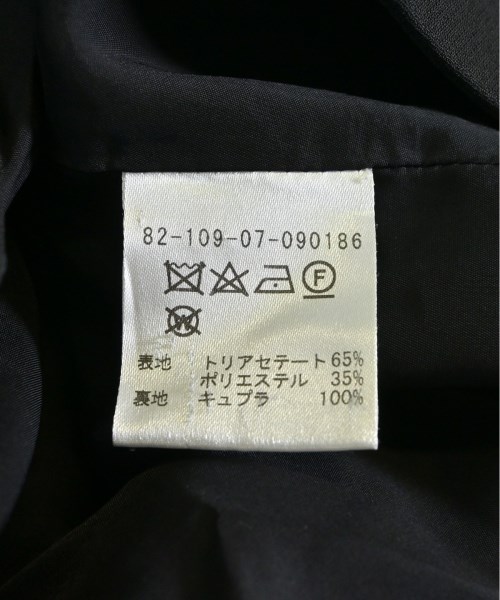 82-109-07-090186
F
W
表地 トリアセテート 65%
ポリエステル 35%
裏地 キュプラ 100%